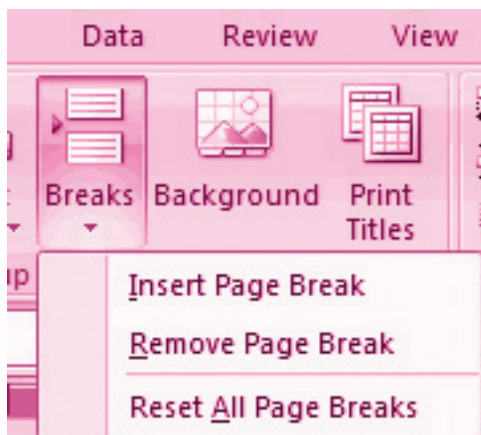 Data Review View
Breaks Background Print
Titles
Insert Page Break
Remove Page Break
Reset All Page Breaks